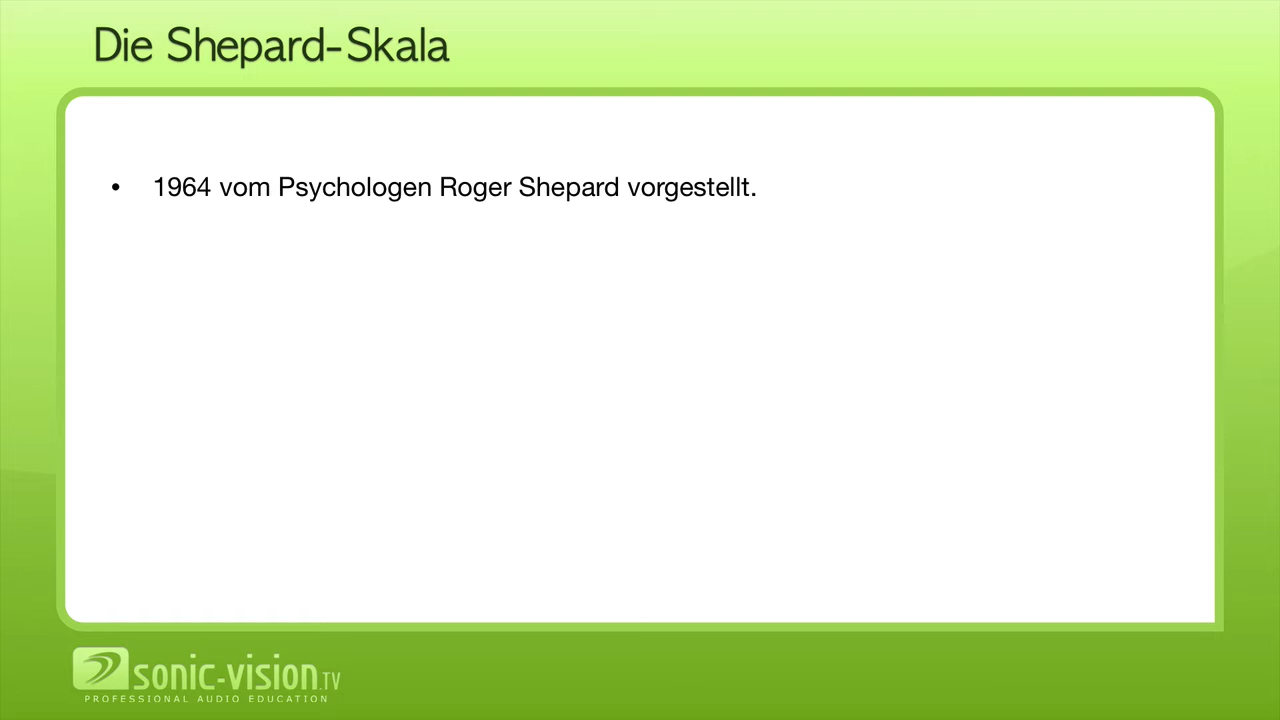 Die Shepard-Skala
• 1964 vom Psychologen Roger Shepard vorgestellt.
sonic-vision.TV
PROFESSIONAL AUDIO EDUCATION